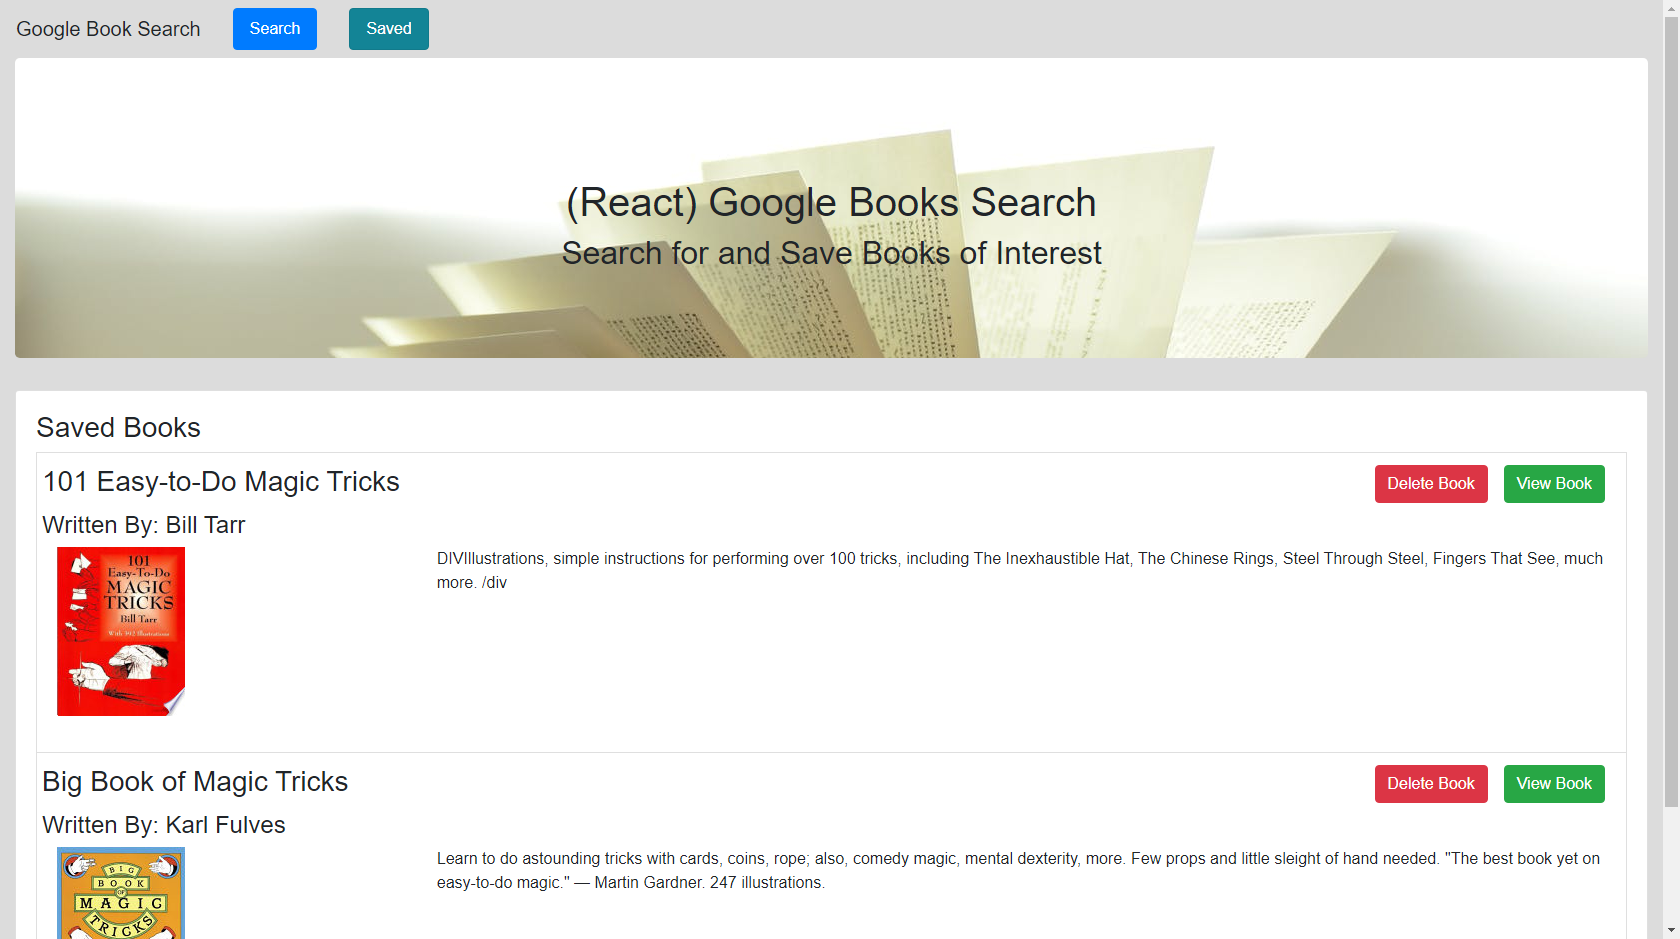 Google Book Search
Search
Saved
(React) Google Books Search
Search for and Save Books of Interest
Saved Books
101 Easy-to-Do Magic Tricks
Delete Book
View Book
Written By: Bill Tarr
101
Easy-To-Do
MAGIC
TRICKS
Bill Tarr
With 392 Illustrations
DIVIllustrations, simple instructions for performing over 100 tricks, including The Inexhaustible Hat, The Chinese Rings, Steel Through Steel, Fingers That See, much
more. /div
Big Book of Magic Tricks
Delete Book
View Book
Written By: Karl Fulves
BIG
BOOK
OF
MAGIC
TRICKS
Learn to do astounding tricks with cards, coins, rope; also, comedy magic, mental dexterity, more. Few props and little sleight of hand needed. "The best book yet on
easy-to-do magic." — Martin Gardner. 247 illustrations.